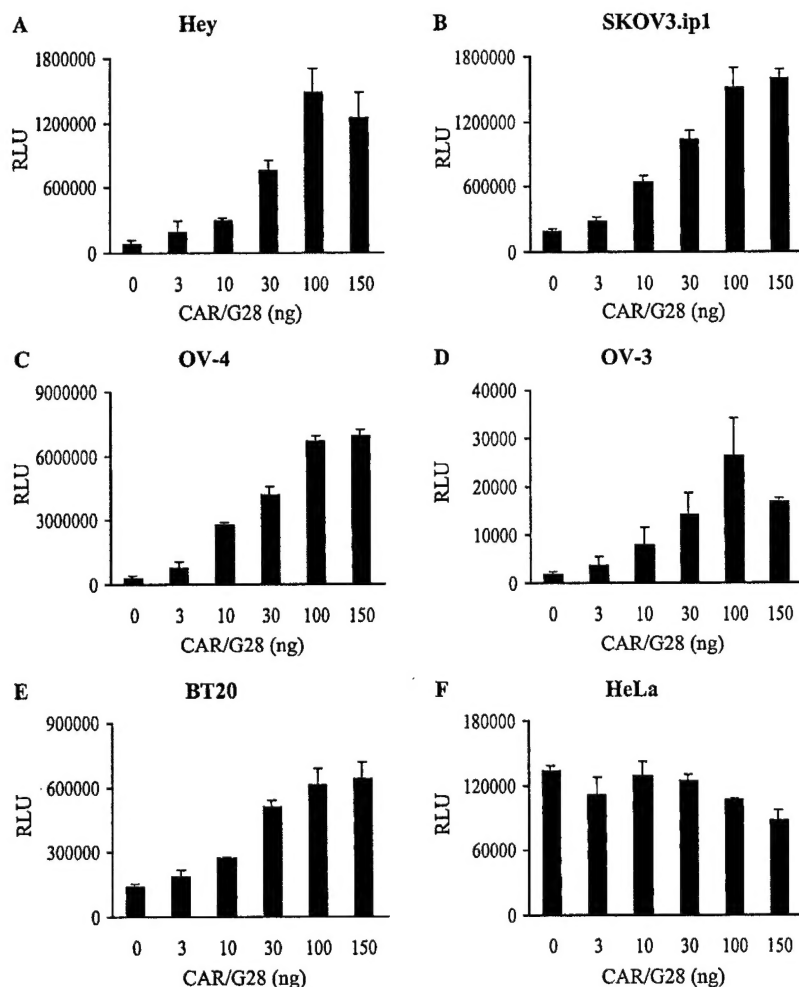 A Hey
1800000
1200000
600000
0
RLU
0 3 10 30 100 150
CAR/G28 (ng)
B SKOV3.ip1
1800000
1200000
600000
0
RLU
0 3 10 30 100 150
CAR/G28 (ng)
C OV-4
9000000
6000000
3000000
0
RLU
0 3 10 30 100 150
CAR/G28 (ng)
D OV-3
40000
30000
20000
10000
0
RLU
0 3 10 30 100 150
CAR/G28 (ng)
E BT20
900000
600000
300000
0
RLU
0 3 10 30 100 150
CAR/G28 (ng)
F HeLa
180000
120000
60000
0
RLU
0 3 10 30 100 150
CAR/G28 (ng)